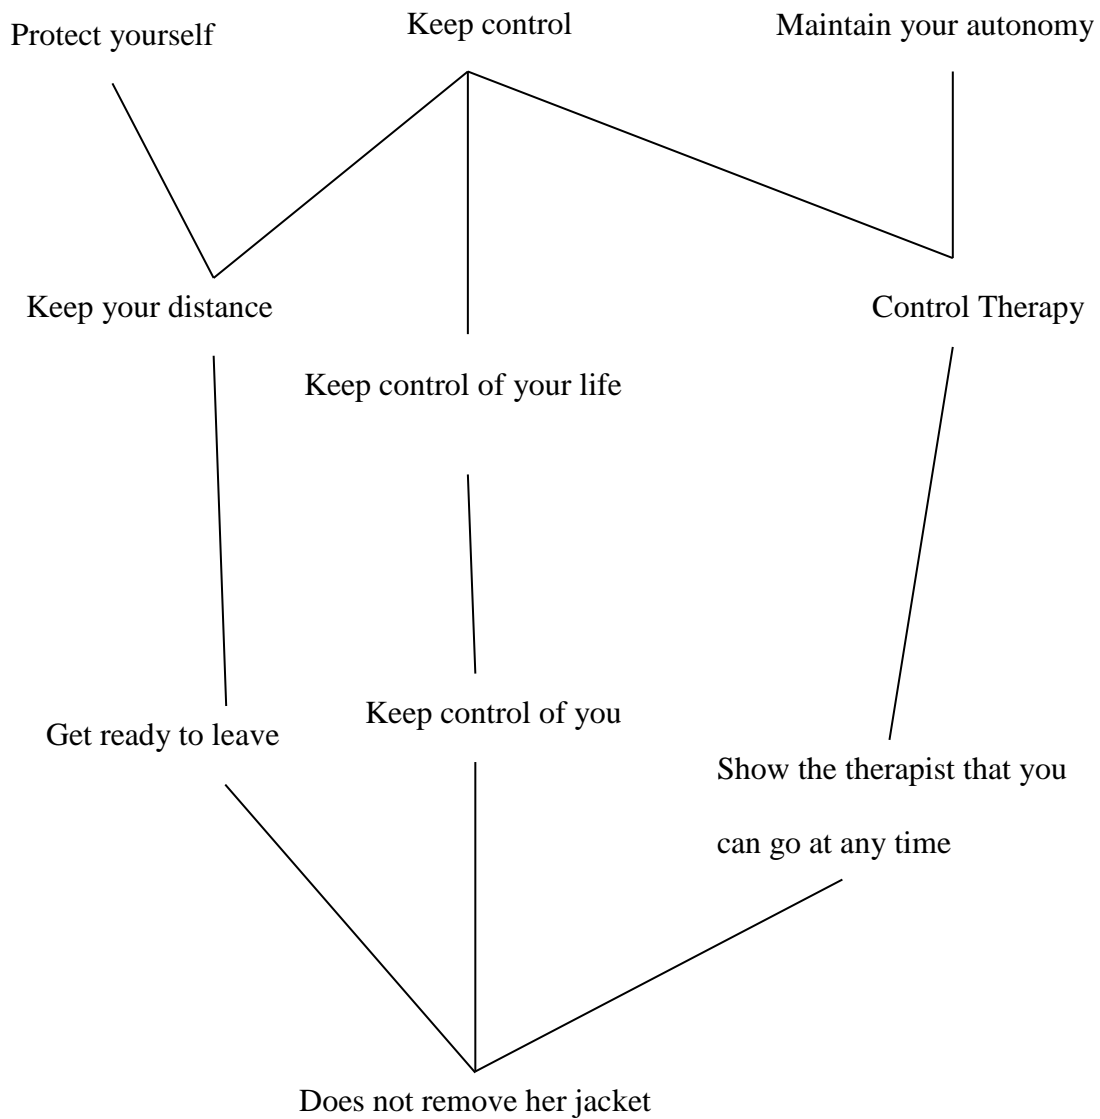 Protect yourself
Keep control
Maintain your autonomy
Keep your distance
Control Therapy
Keep control of your life
Get ready to leave
Keep control of you
Show the therapist that you
can go at any time
Does not remove her jacket